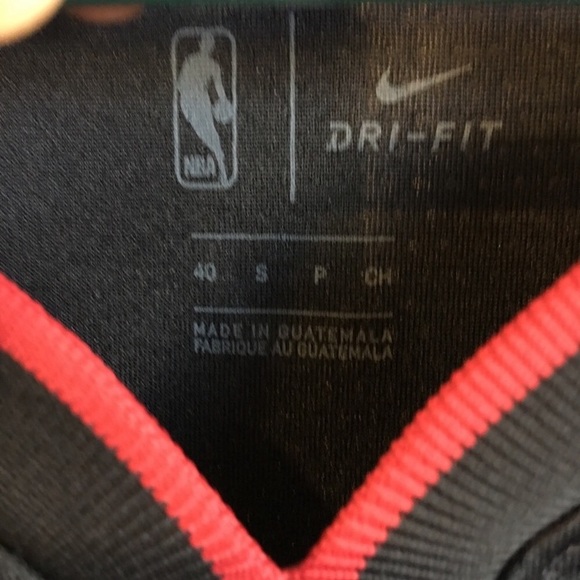 NBA
DRI-FIT
40 S P CH
MADE IN GUATEMALA
FABRIQUE AU GUATEMALA